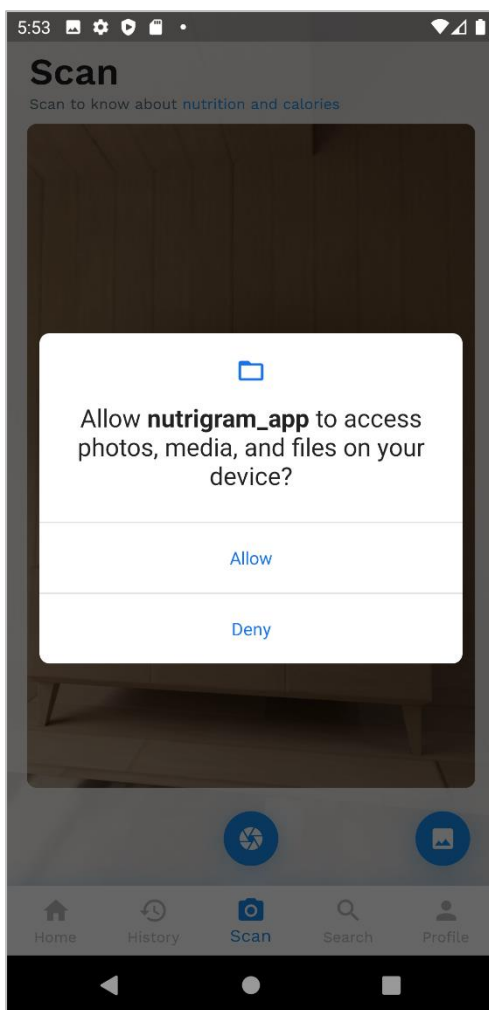 5:53
Scan
Scan to know about nutrition and calories
Allow nutrigram_app to access
photos, media, and files on your
device?
Allow
Deny
Home
History
Scan
Search
Profile